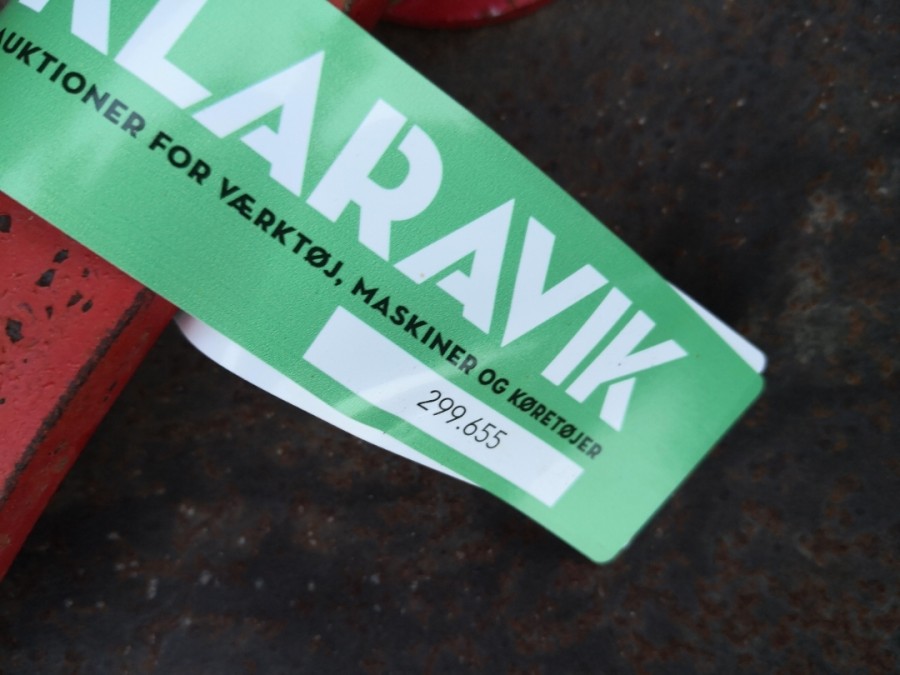 KLARAVIK
AUKTIONER FOR VÆRKTØJ, MASKINER OG KØRETØJER
299.655